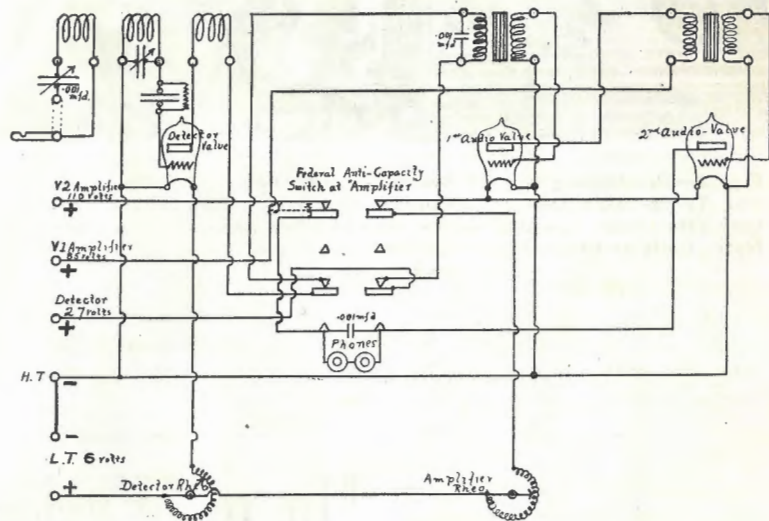 .001
mfd.
.001
mfd
Detector
Valve
1st Audio Valve
2nd Audio-Valve
Federal Anti-Capacity
Switch at "Amplifier"
V2 Amplifier
110 volts
+
V1 Amplifier
85 volts
+
Detector
27 volts
+
.001 mfd
Phones
H.T −
−
L.T. 6 volts
+
Detector Rheo
Amplifier
Rheo